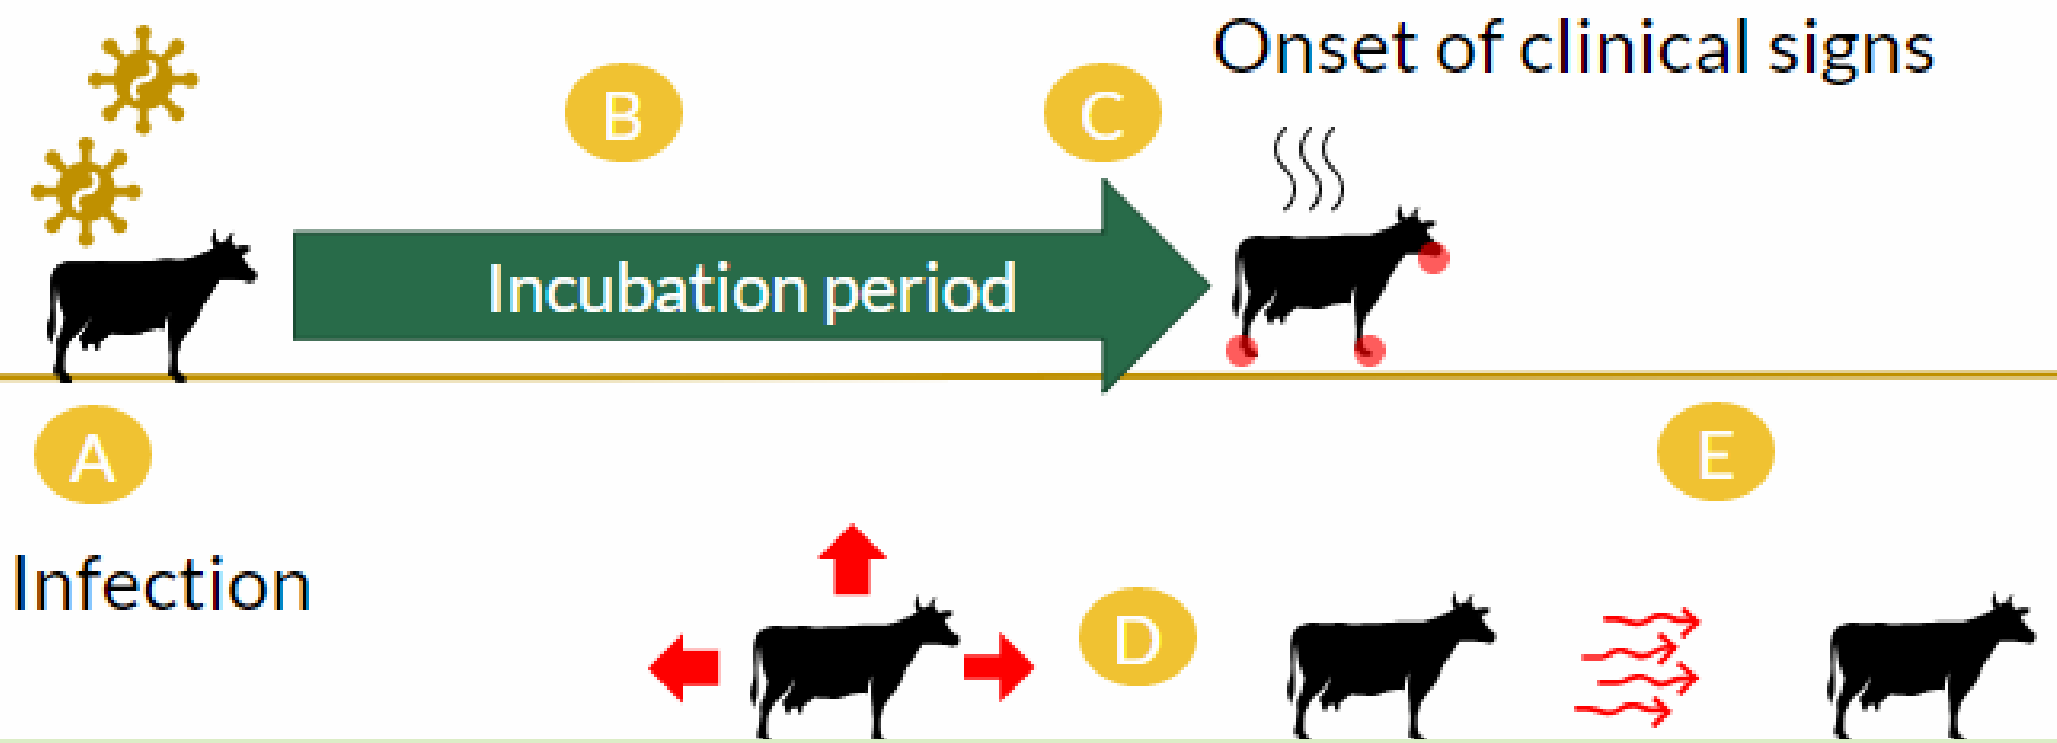 Onset of clinical signs
B
C
Incubation period
A
E
Infection
D